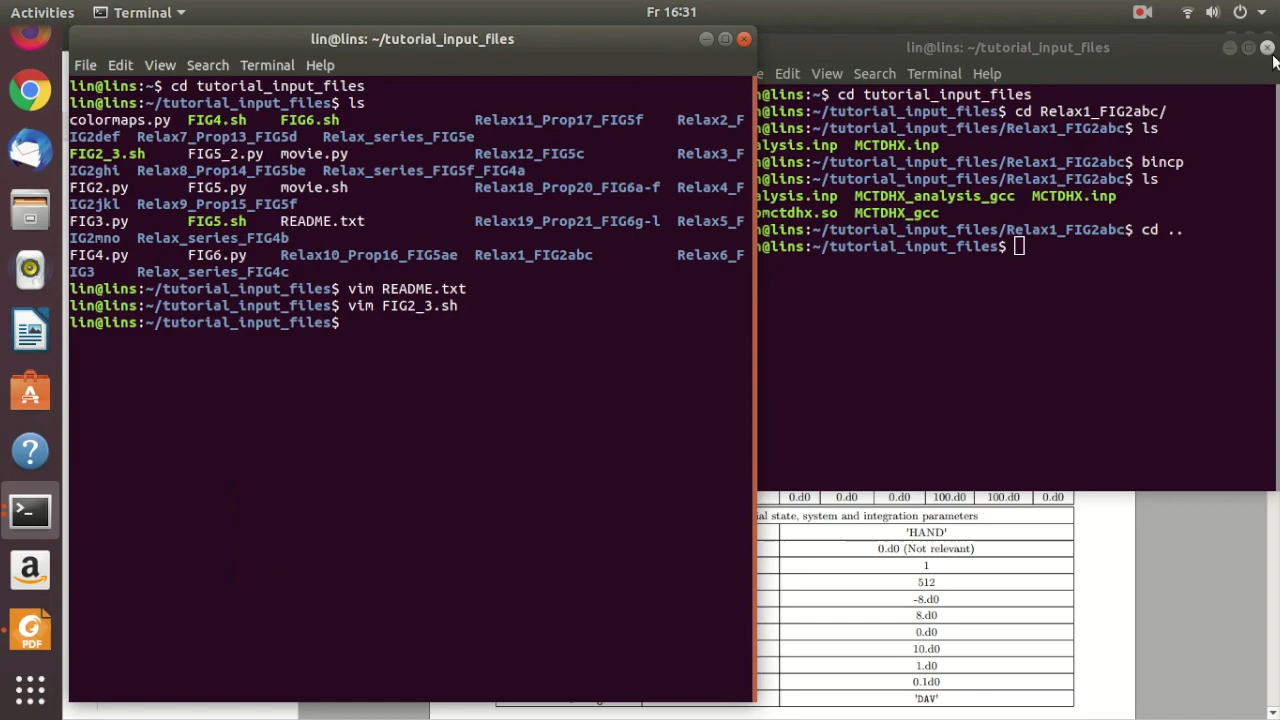 Activities Terminal Fr 16:31
lin@lins: ~/tutorial_input_files
File Edit View Search Terminal Help
lin@lins:~$ cd tutorial_input_files
lin@lins:~/tutorial_input_files$ ls
colormaps.py FIG4.sh FIG6.sh Relax11_Prop17_FIG5f Relax2_F
IG2def Relax7_Prop13_FIG5d Relax_series_FIG5e
FIG2_3.sh FIG5_2.py movie.py Relax12_FIG5c Relax3_F
IG2ghi Relax8_Prop14_FIG5be Relax_series_FIG5f_FIG4a
FIG2.py FIG5.py movie.sh Relax18_Prop20_FIG6a-f Relax4_F
IG2jkl Relax9_Prop15_FIG5f
FIG3.py FIG5.sh README.txt Relax19_Prop21_FIG6g-l Relax5_F
IG2mno Relax_series_FIG4b
FIG4.py FIG6.py Relax10_Prop16_FIG5ae Relax1_FIG2abc Relax6_F
IG3 Relax_series_FIG4c
lin@lins:~/tutorial_input_files$ vim README.txt
lin@lins:~/tutorial_input_files$ vim FIG2_3.sh
lin@lins:~/tutorial_input_files$
lin@lins: ~/tutorial_input_files
e Edit View Search Terminal Help
@lins:~$ cd tutorial_input_files
@lins:~/tutorial_input_files$ cd Relax1_FIG2abc/
@lins:~/tutorial_input_files/Relax1_FIG2abc$ ls
alysis.inp MCTDHX.inp
@lins:~/tutorial_input_files/Relax1_FIG2abc$ bincp
@lins:~/tutorial_input_files/Relax1_FIG2abc$ ls
alysis.inp MCTDHX_analysis_gcc MCTDHX.inp
omctdhx.so MCTDHX_gcc
@lins:~/tutorial_input_files/Relax1_FIG2abc$ cd ..
@lins:~/tutorial_input_files$
0.d0 0.d0 0.d0 100.d0 100.d0 0.d0
ial state, system and integration parameters
'HAND'
0.d0 (Not relevant)
1
512
-8.d0
8.d0
0.d0
10.d0
1.d0
0.1d0
'DAV'
PDF